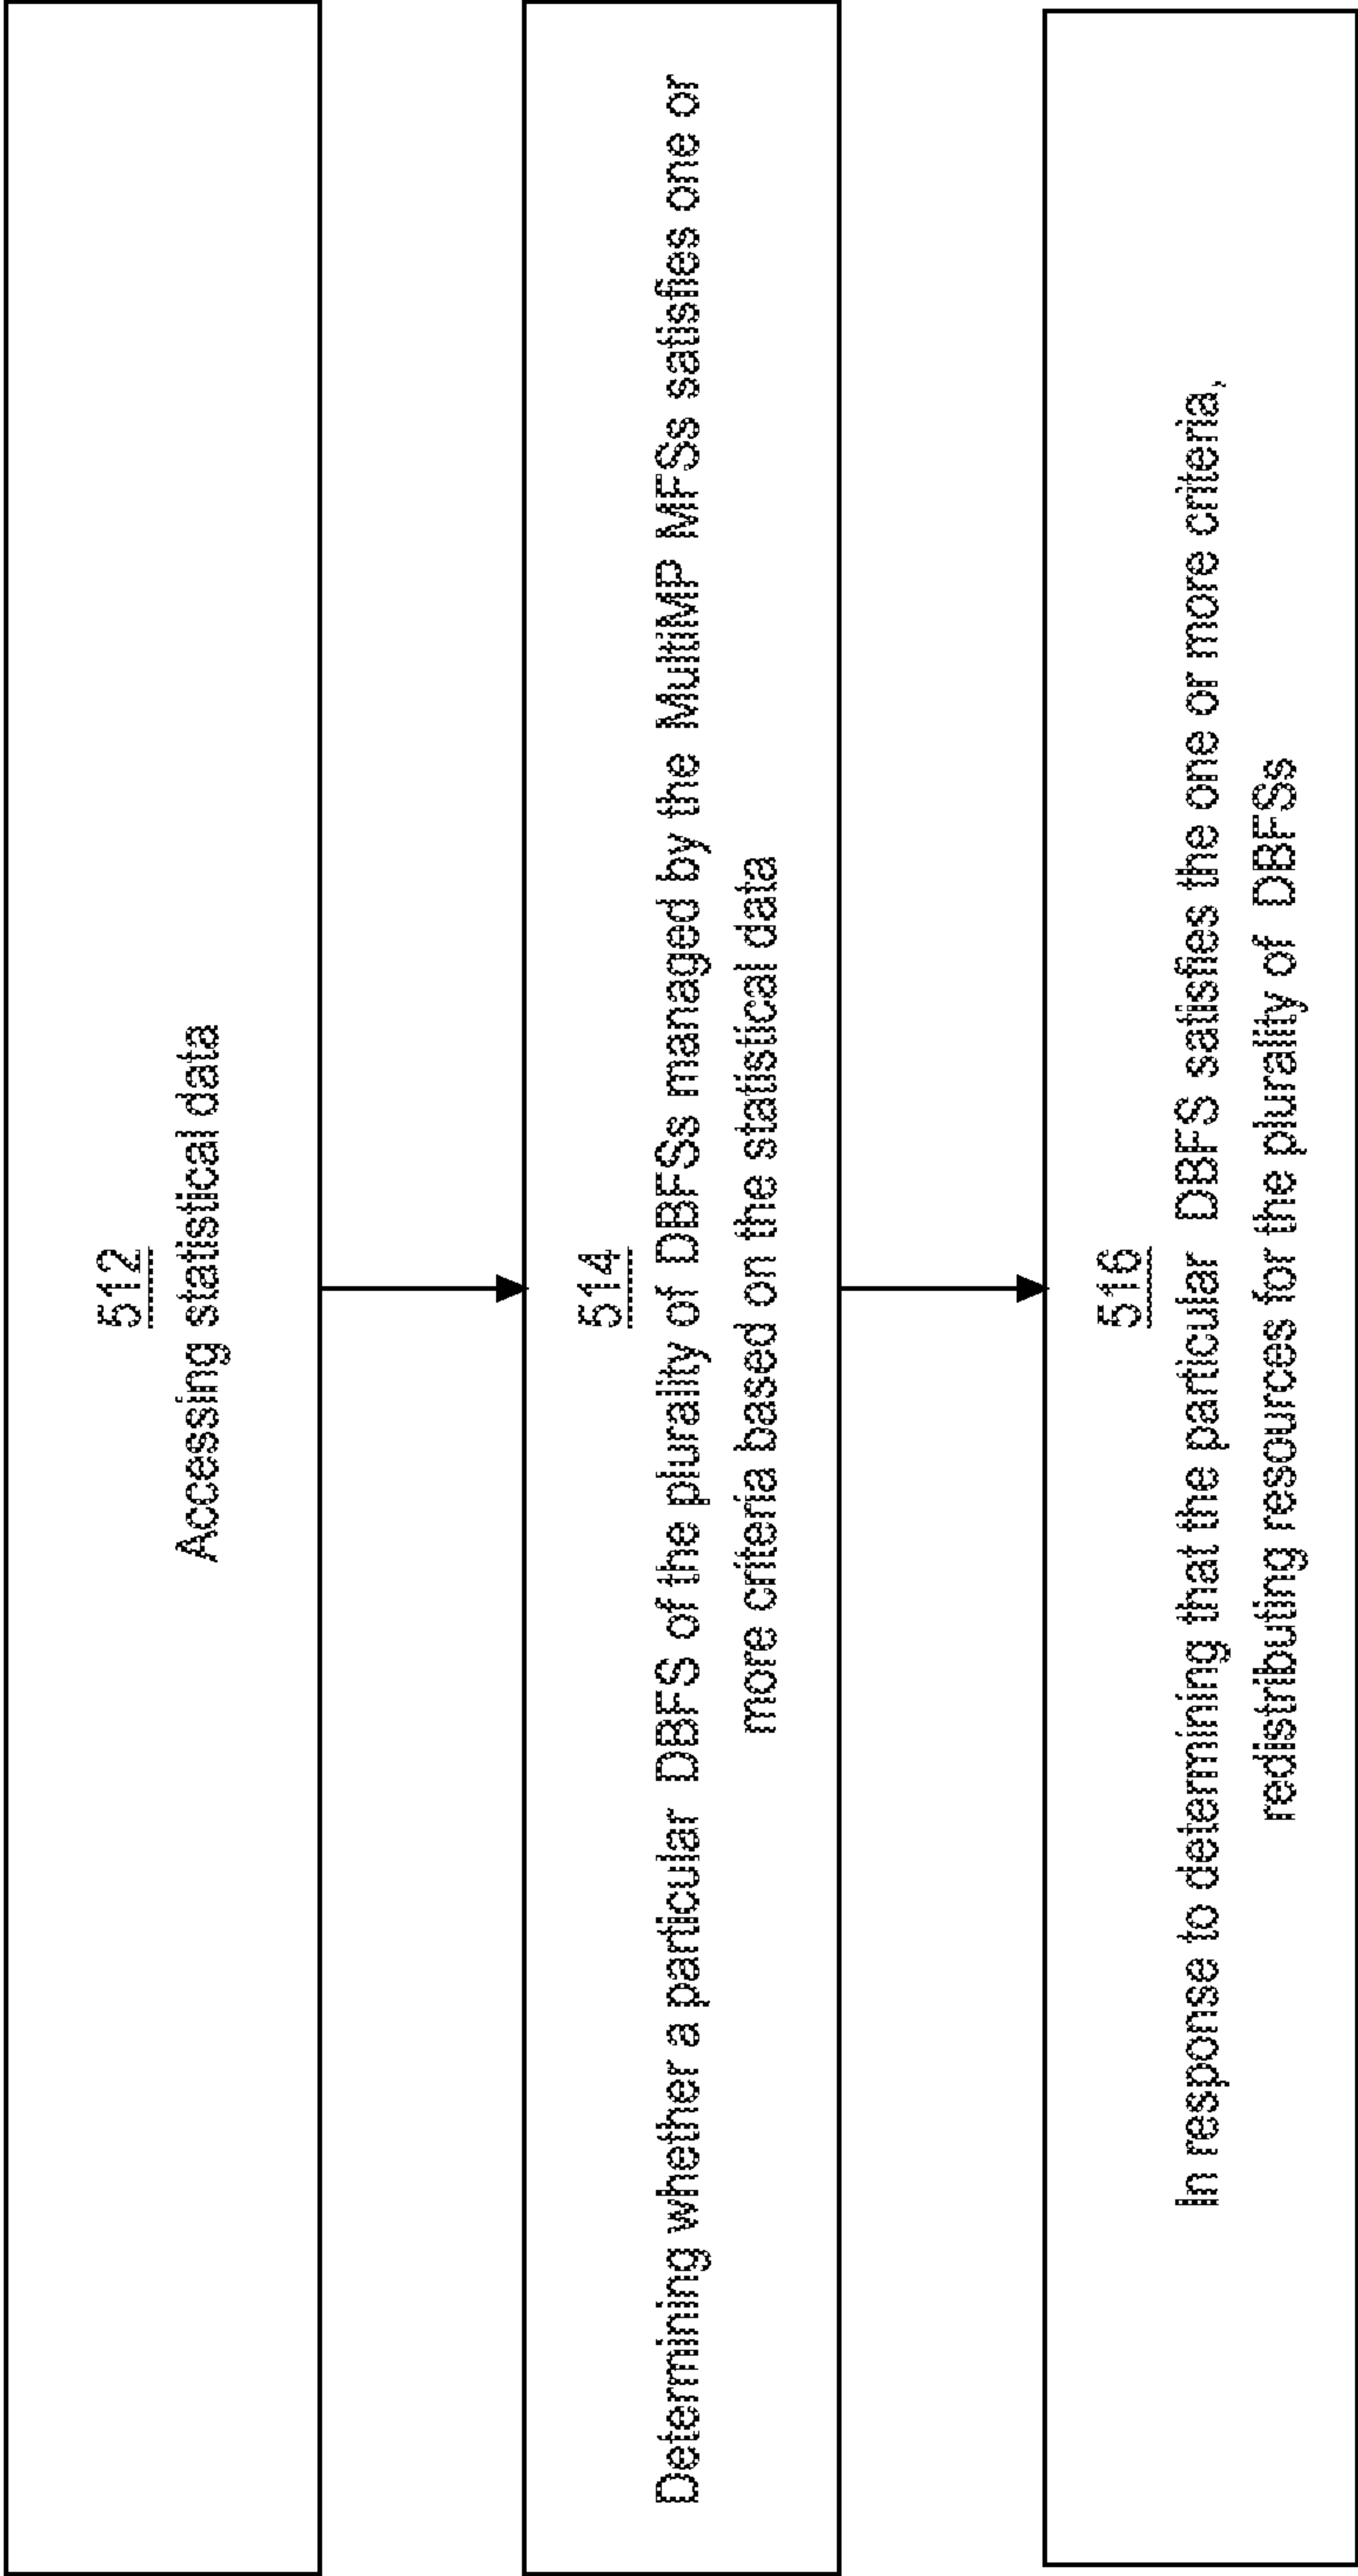 512
Accessing statistical data
514
Determining whether a particular DBFS of the plurality of DBFSs managed by the MultiMP MFSs satisfies one or
more criteria based on the statistical data
516
In response to determining that the particular DBFS satisfies the one or more criteria,
redistributing resources for the plurality of DBFSs